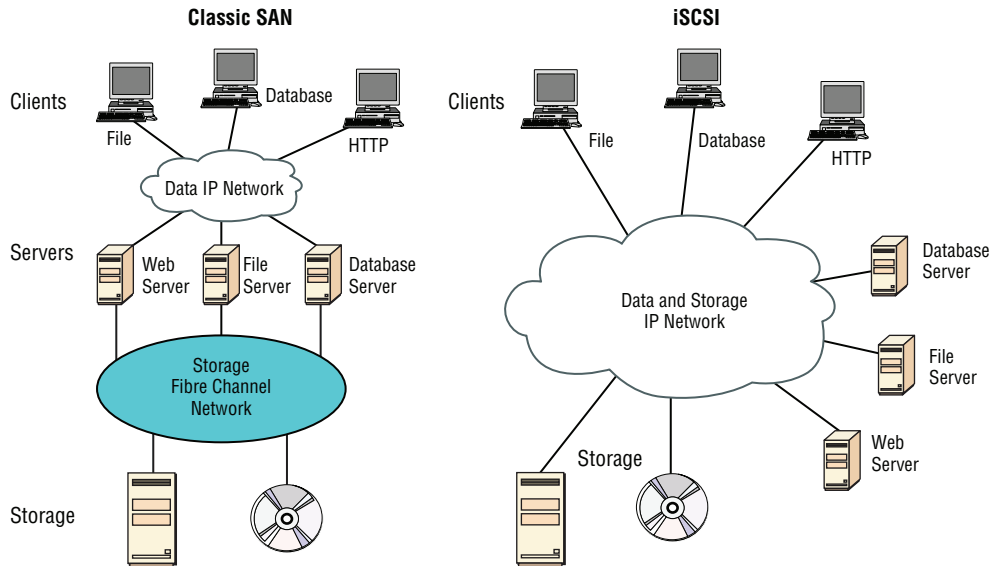 Classic SAN
Clients
File
Database
HTTP
Data IP Network
Servers
Web
Server
File
Server
Database
Server
Storage
Fibre Channel
Network
Storage
iSCSI
Clients
File
Database
HTTP
Data and Storage
IP Network
Database
Server
File
Server
Web
Server
Storage